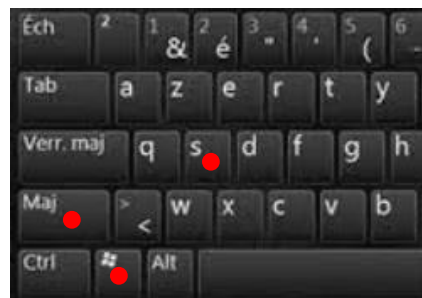 Éch ² 1 & 2 é 3 " 4 ' 5 ( 6 -
Tab a z e r t y
Verr. maj q s d f g h
Maj > < w x c v b
Ctrl Alt